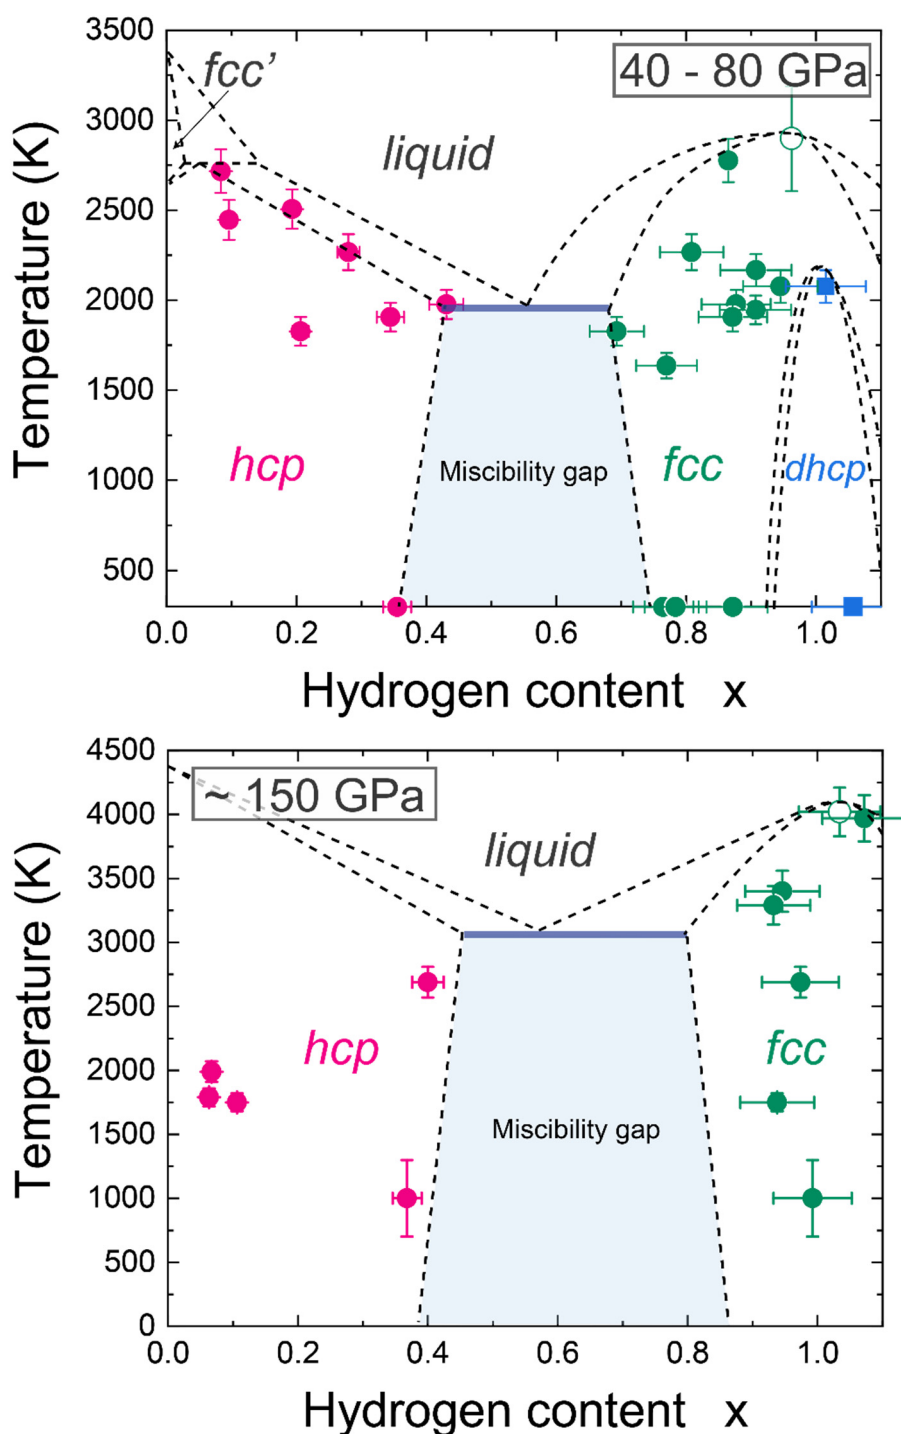 3500
3000
2500
2000
1500
1000
500
Temperature (K)
fcc’
40 - 80 GPa
liquid
hcp
Miscibility gap
fcc
dhcp
0.0 0.2 0.4 0.6 0.8 1.0
Hydrogen content x
4500
4000
3500
3000
2500
2000
1500
1000
500
0
Temperature (K)
~ 150 GPa
liquid
hcp
fcc
Miscibility gap
0.0 0.2 0.4 0.6 0.8 1.0
Hydrogen content x